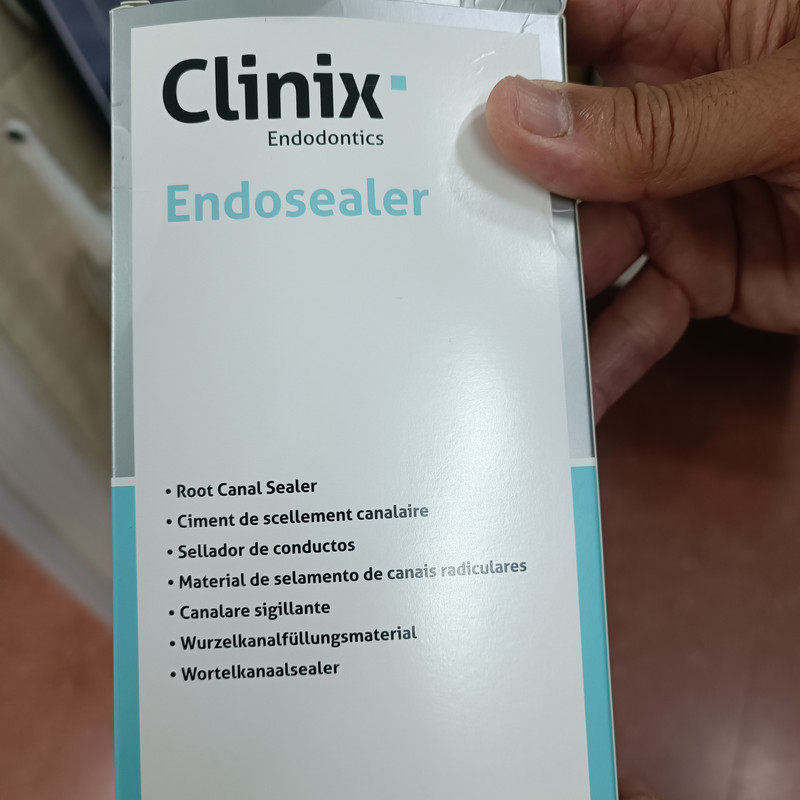 Clinix
Endodontics
Endosealer
• Root Canal Sealer
• Ciment de scellement canalaire
• Sellador de conductos
• Material de selamento de canais radiculares
• Canalare sigillante
• Wurzelkanalfüllungsmaterial
• Wortelkanaalsealer